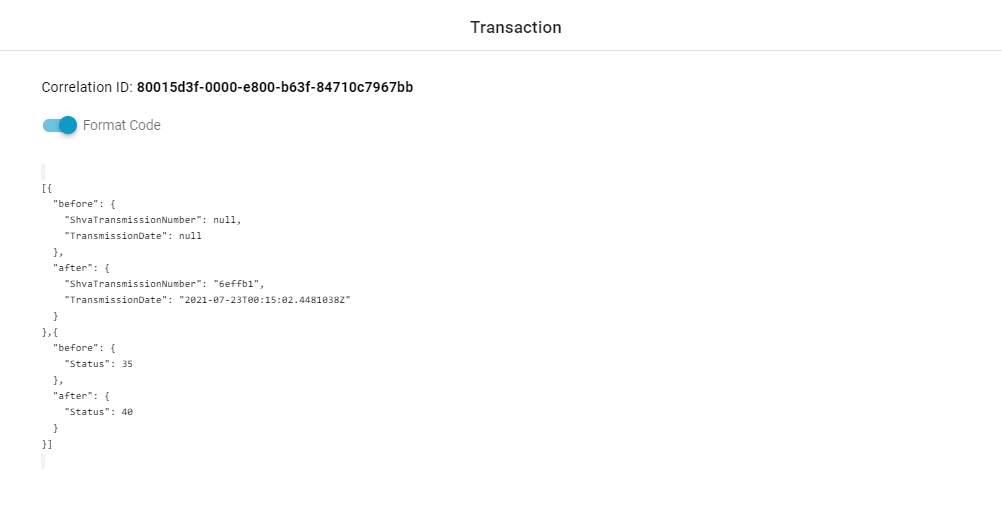 Transaction
Correlation ID: 80015d3f-0000-e800-b63f-84710c7967bb
Format Code
[{
  "before": {
    "ShvaTransmissionNumber": null,
    "TransmissionDate": null
  },
  "after": {
    "ShvaTransmissionNumber": "6effb1",
    "TransmissionDate": "2021-07-23T00:15:02.4481038Z"
  }
},{
  "before": {
    "Status": 35
  },
  "after": {
    "Status": 40
  }
}]